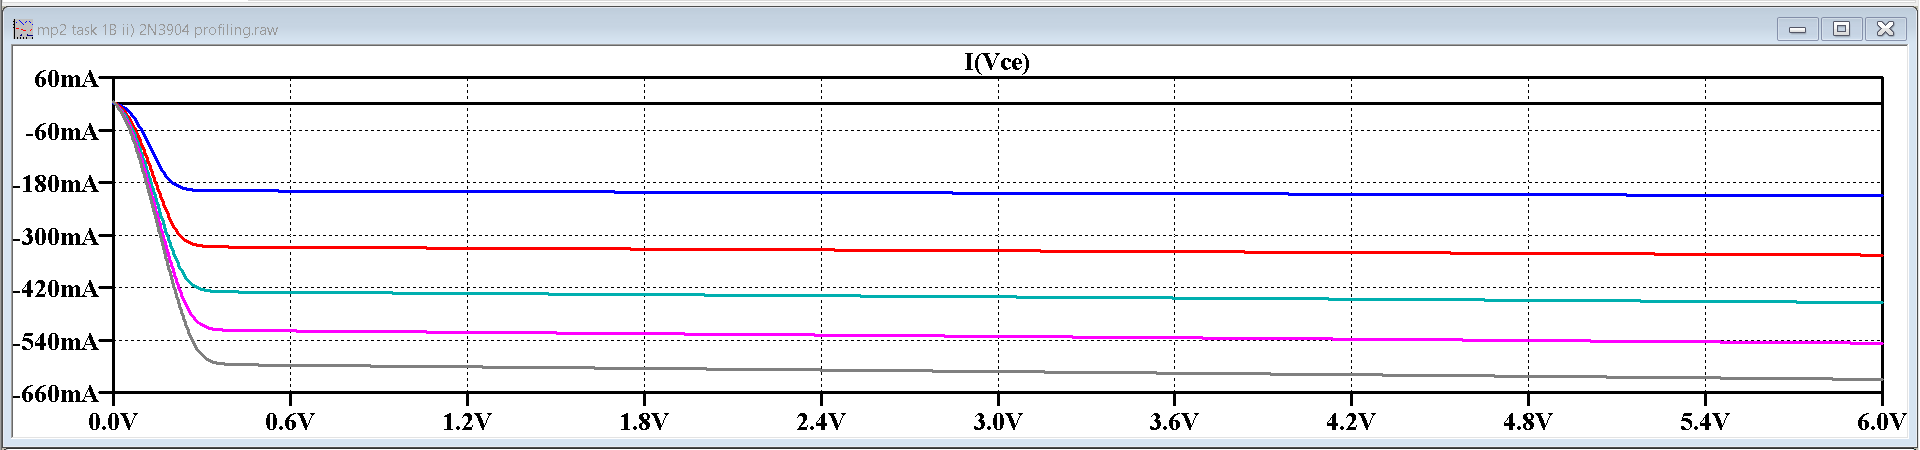 mp2 task 1B ii) 2N3904 profiling.raw
I(Vce)
60mA
-60mA
-180mA
-300mA
-420mA
-540mA
-660mA
0.0V 0.6V 1.2V 1.8V 2.4V 3.0V 3.6V 4.2V 4.8V 5.4V 6.0V